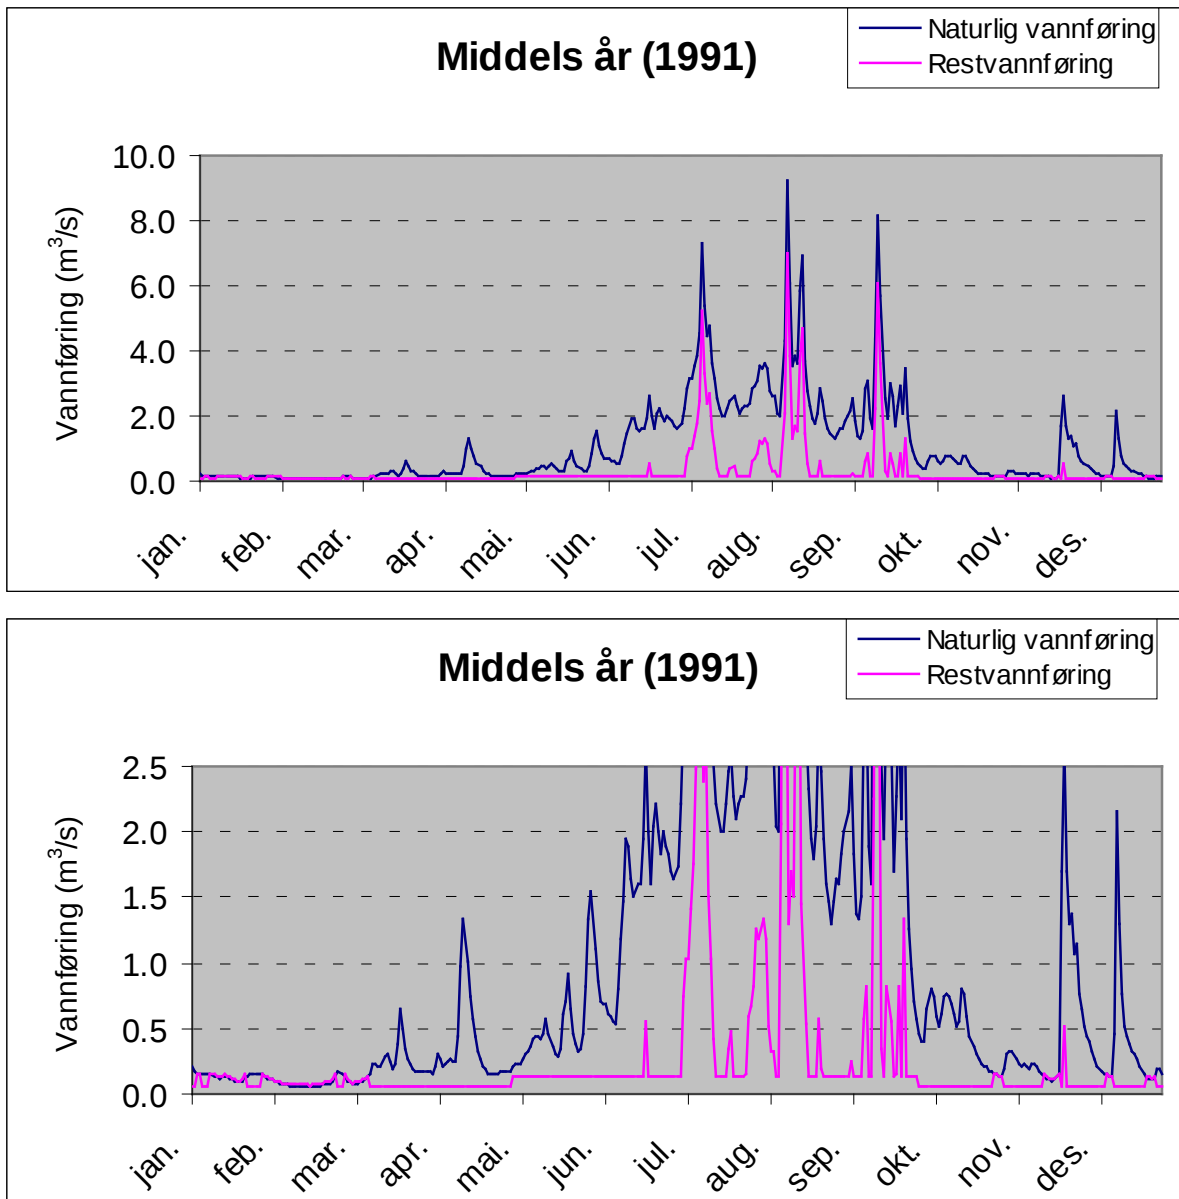 Naturlig vannføring
Restvannføring
Middels år (1991)
Vannføring (m³/s)
10.0
8.0
6.0
4.0
2.0
0.0
jan. feb. mar. apr. mai. jun. jul. aug. sep. okt. nov. des.
Naturlig vannføring
Restvannføring
Middels år (1991)
Vannføring (m³/s)
2.5
2.0
1.5
1.0
0.5
0.0
jan. feb. mar. apr. mai. jun. jul. aug. sep. okt. nov. des.